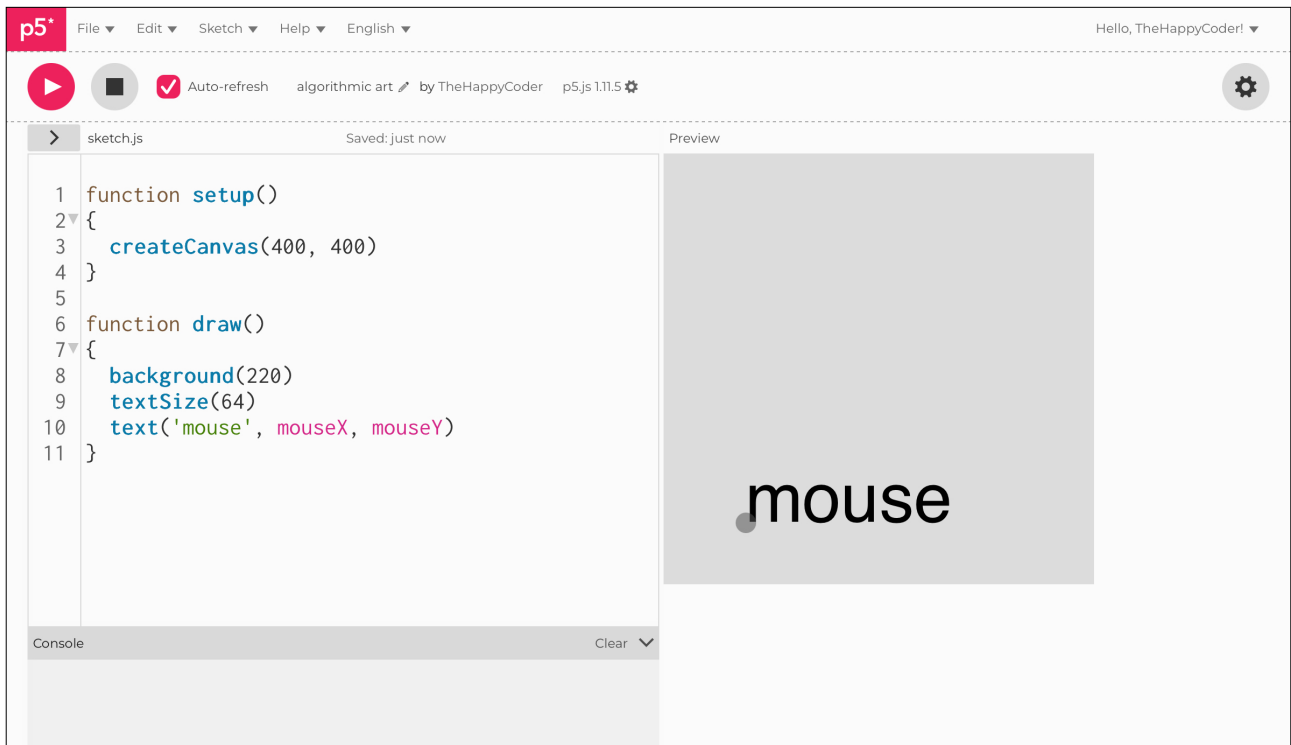 p5* File Edit Sketch Help English Hello, TheHappyCoder!
Auto-refresh algorithmic art by TheHappyCoder p5.js 1.11.5
sketch.js Saved: just now Preview
1 function setup()
2 {
3 createCanvas(400, 400)
4 }
5
6 function draw()
7 {
8 background(220)
9 textSize(64)
10 text('mouse', mouseX, mouseY)
11 }
mouse
Console Clear